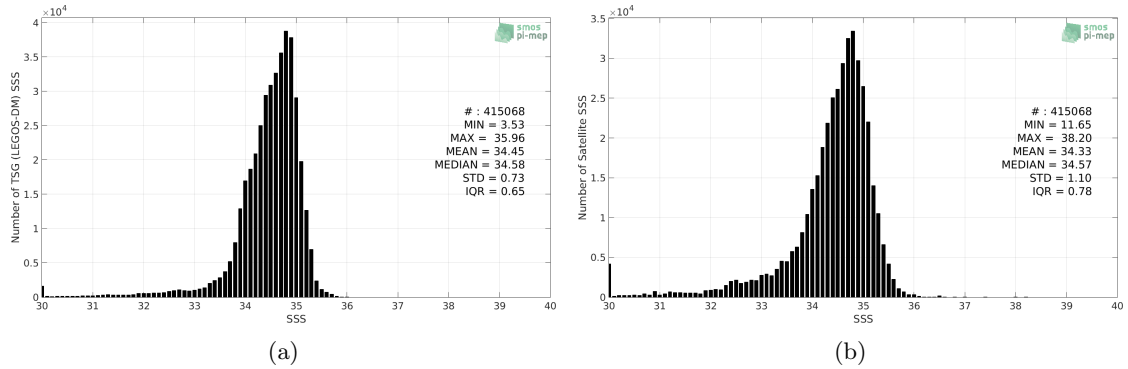 ×10⁴
4
3.5
3
2.5
2
1.5
1
0.5
0
Number of TSG (LEGOS-DM) SSS
30 31 32 33 34 35 36 37 38 39 40
SSS
smos
pi-mep
# : 415068
MIN = 3.53
MAX = 35.96
MEAN = 34.45
MEDIAN = 34.58
STD = 0.73
IQR = 0.65
(a)
×10⁴
3.5
3
2.5
2
1.5
1
0.5
0
Number of Satellite SSS
30 31 32 33 34 35 36 37 38 39 40
SSS
smos
pi-mep
# : 415068
MIN = 11.65
MAX = 38.20
MEAN = 34.33
MEDIAN = 34.57
STD = 1.10
IQR = 0.78
(b)